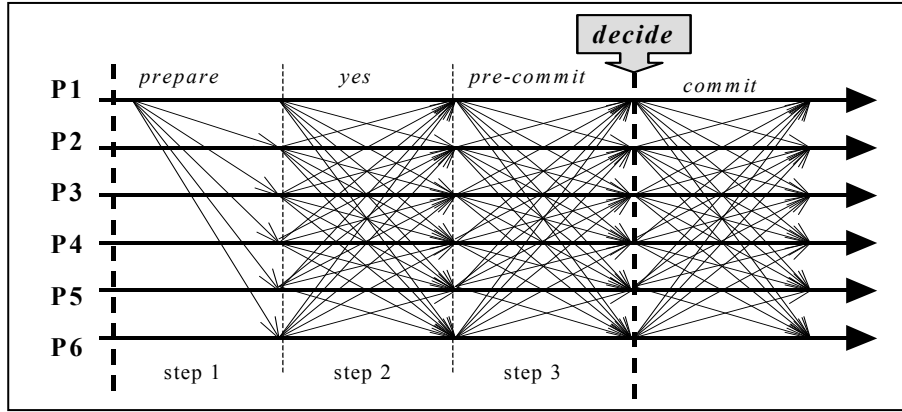 decide
prepare yes pre-commit commit
P1
P2
P3
P4
P5
P6
step 1 step 2 step 3